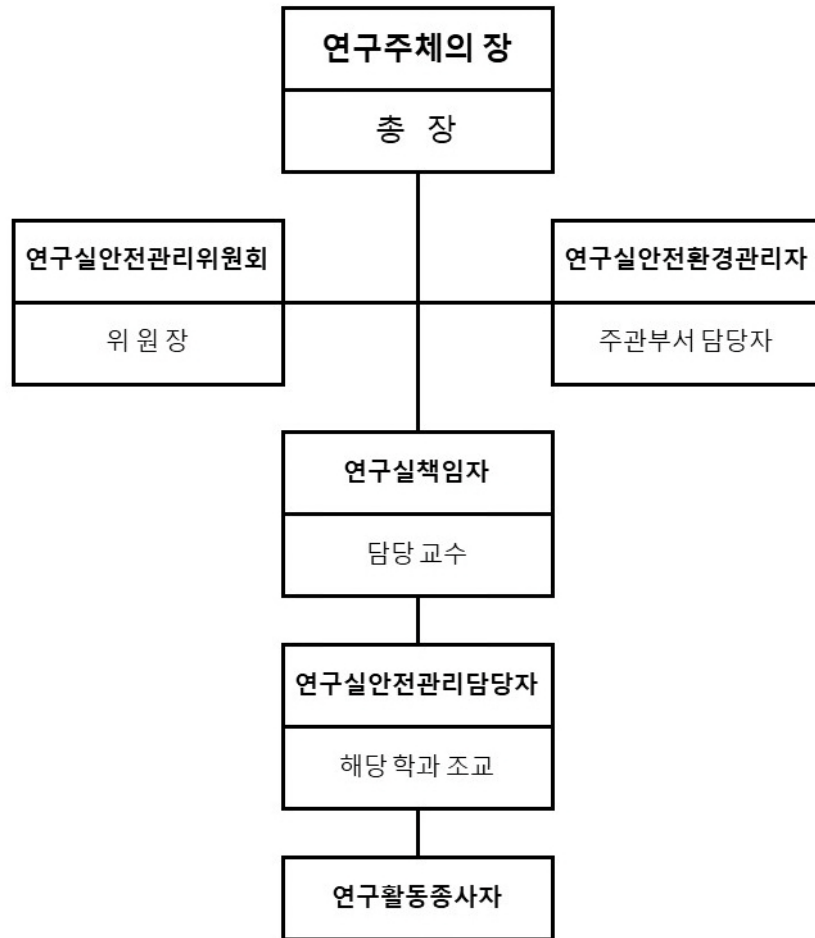 연구주체의 장
총 장
연구실안전관리위원회
위 원 장
연구실안전환경관리자
주관부서 담당자
연구실책임자
담당 교수
연구실안전관리담당자
해당 학과 조교
연구활동종사자